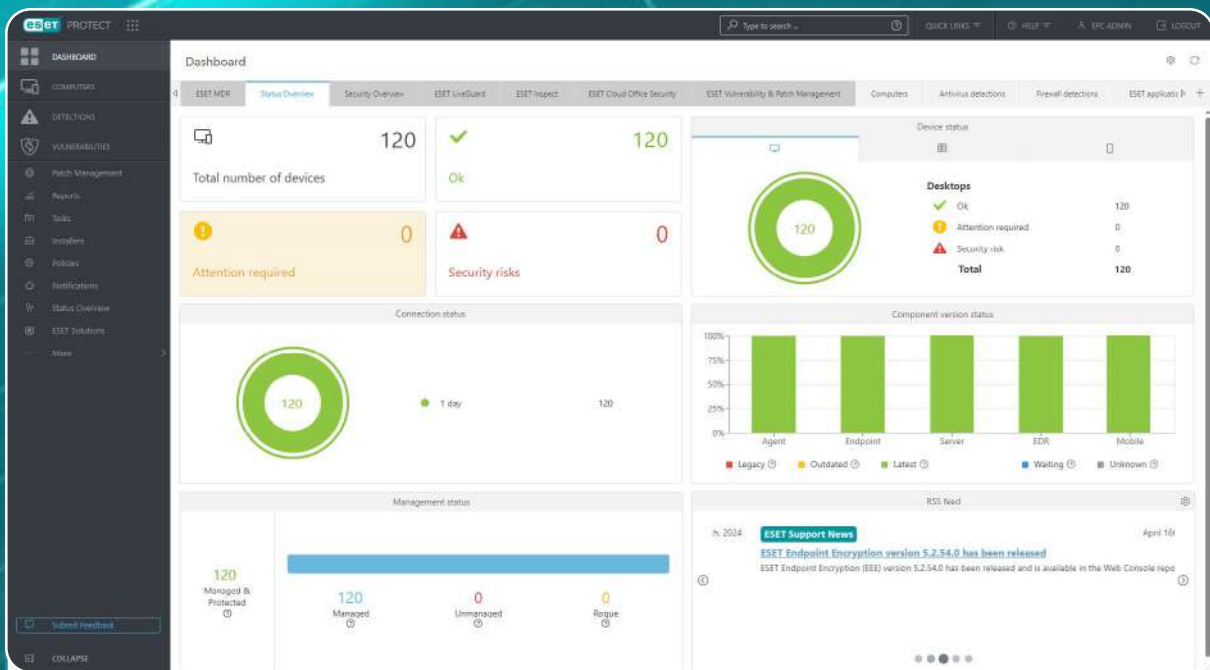 eset PROTECT
Type to search ...
QUICK LINKS
HELP
EPC ADMIN
LOGOUT
DASHBOARD
COMPUTERS
DETECTIONS
VULNERABILITIES
Patch Management
Reports
Tasks
Installers
Policies
Notifications
Status Overview
ESET Solutions
More
Submit Feedback
COLLAPSE
Dashboard
ESET MDR
Status Overview
Security Overview
ESET LiveGuard
ESET Inspect
ESET Cloud Office Security
ESET Vulnerability & Patch Management
Computers
Antivirus detections
Firewall detections
ESET applicatic
120
Total number of devices
120
Ok
0
Attention required
0
Security risks
Device status
120
Desktops
Ok 120
Attention required 0
Security risk 0
Total 120
Connection status
120
1 day 120
Component version status
100%
75%
50%
25%
0%
Agent Endpoint Server EDR Mobile
Legacy Outdated Latest Waiting Unknown
Management status
120
Managed &
Protected
120
Managed
0
Unmanaged
0
Rogue
RSS feed
h, 2024
ESET Support News
April 16t
ESET Endpoint Encryption version 5.2.54.0 has been released
ESET Endpoint Encryption (EEE) version 5.2.54.0 has been released and is available in the Web Console repo